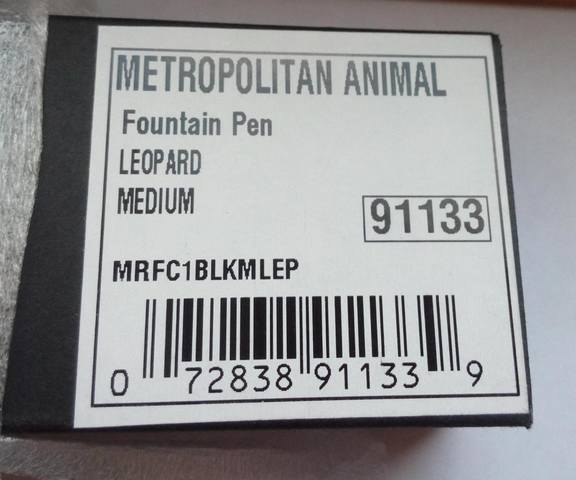 METROPOLITAN ANIMAL
Fountain Pen
LEOPARD
MEDIUM
91133
MRFC1BLKMLEP
0 72838 91133 9